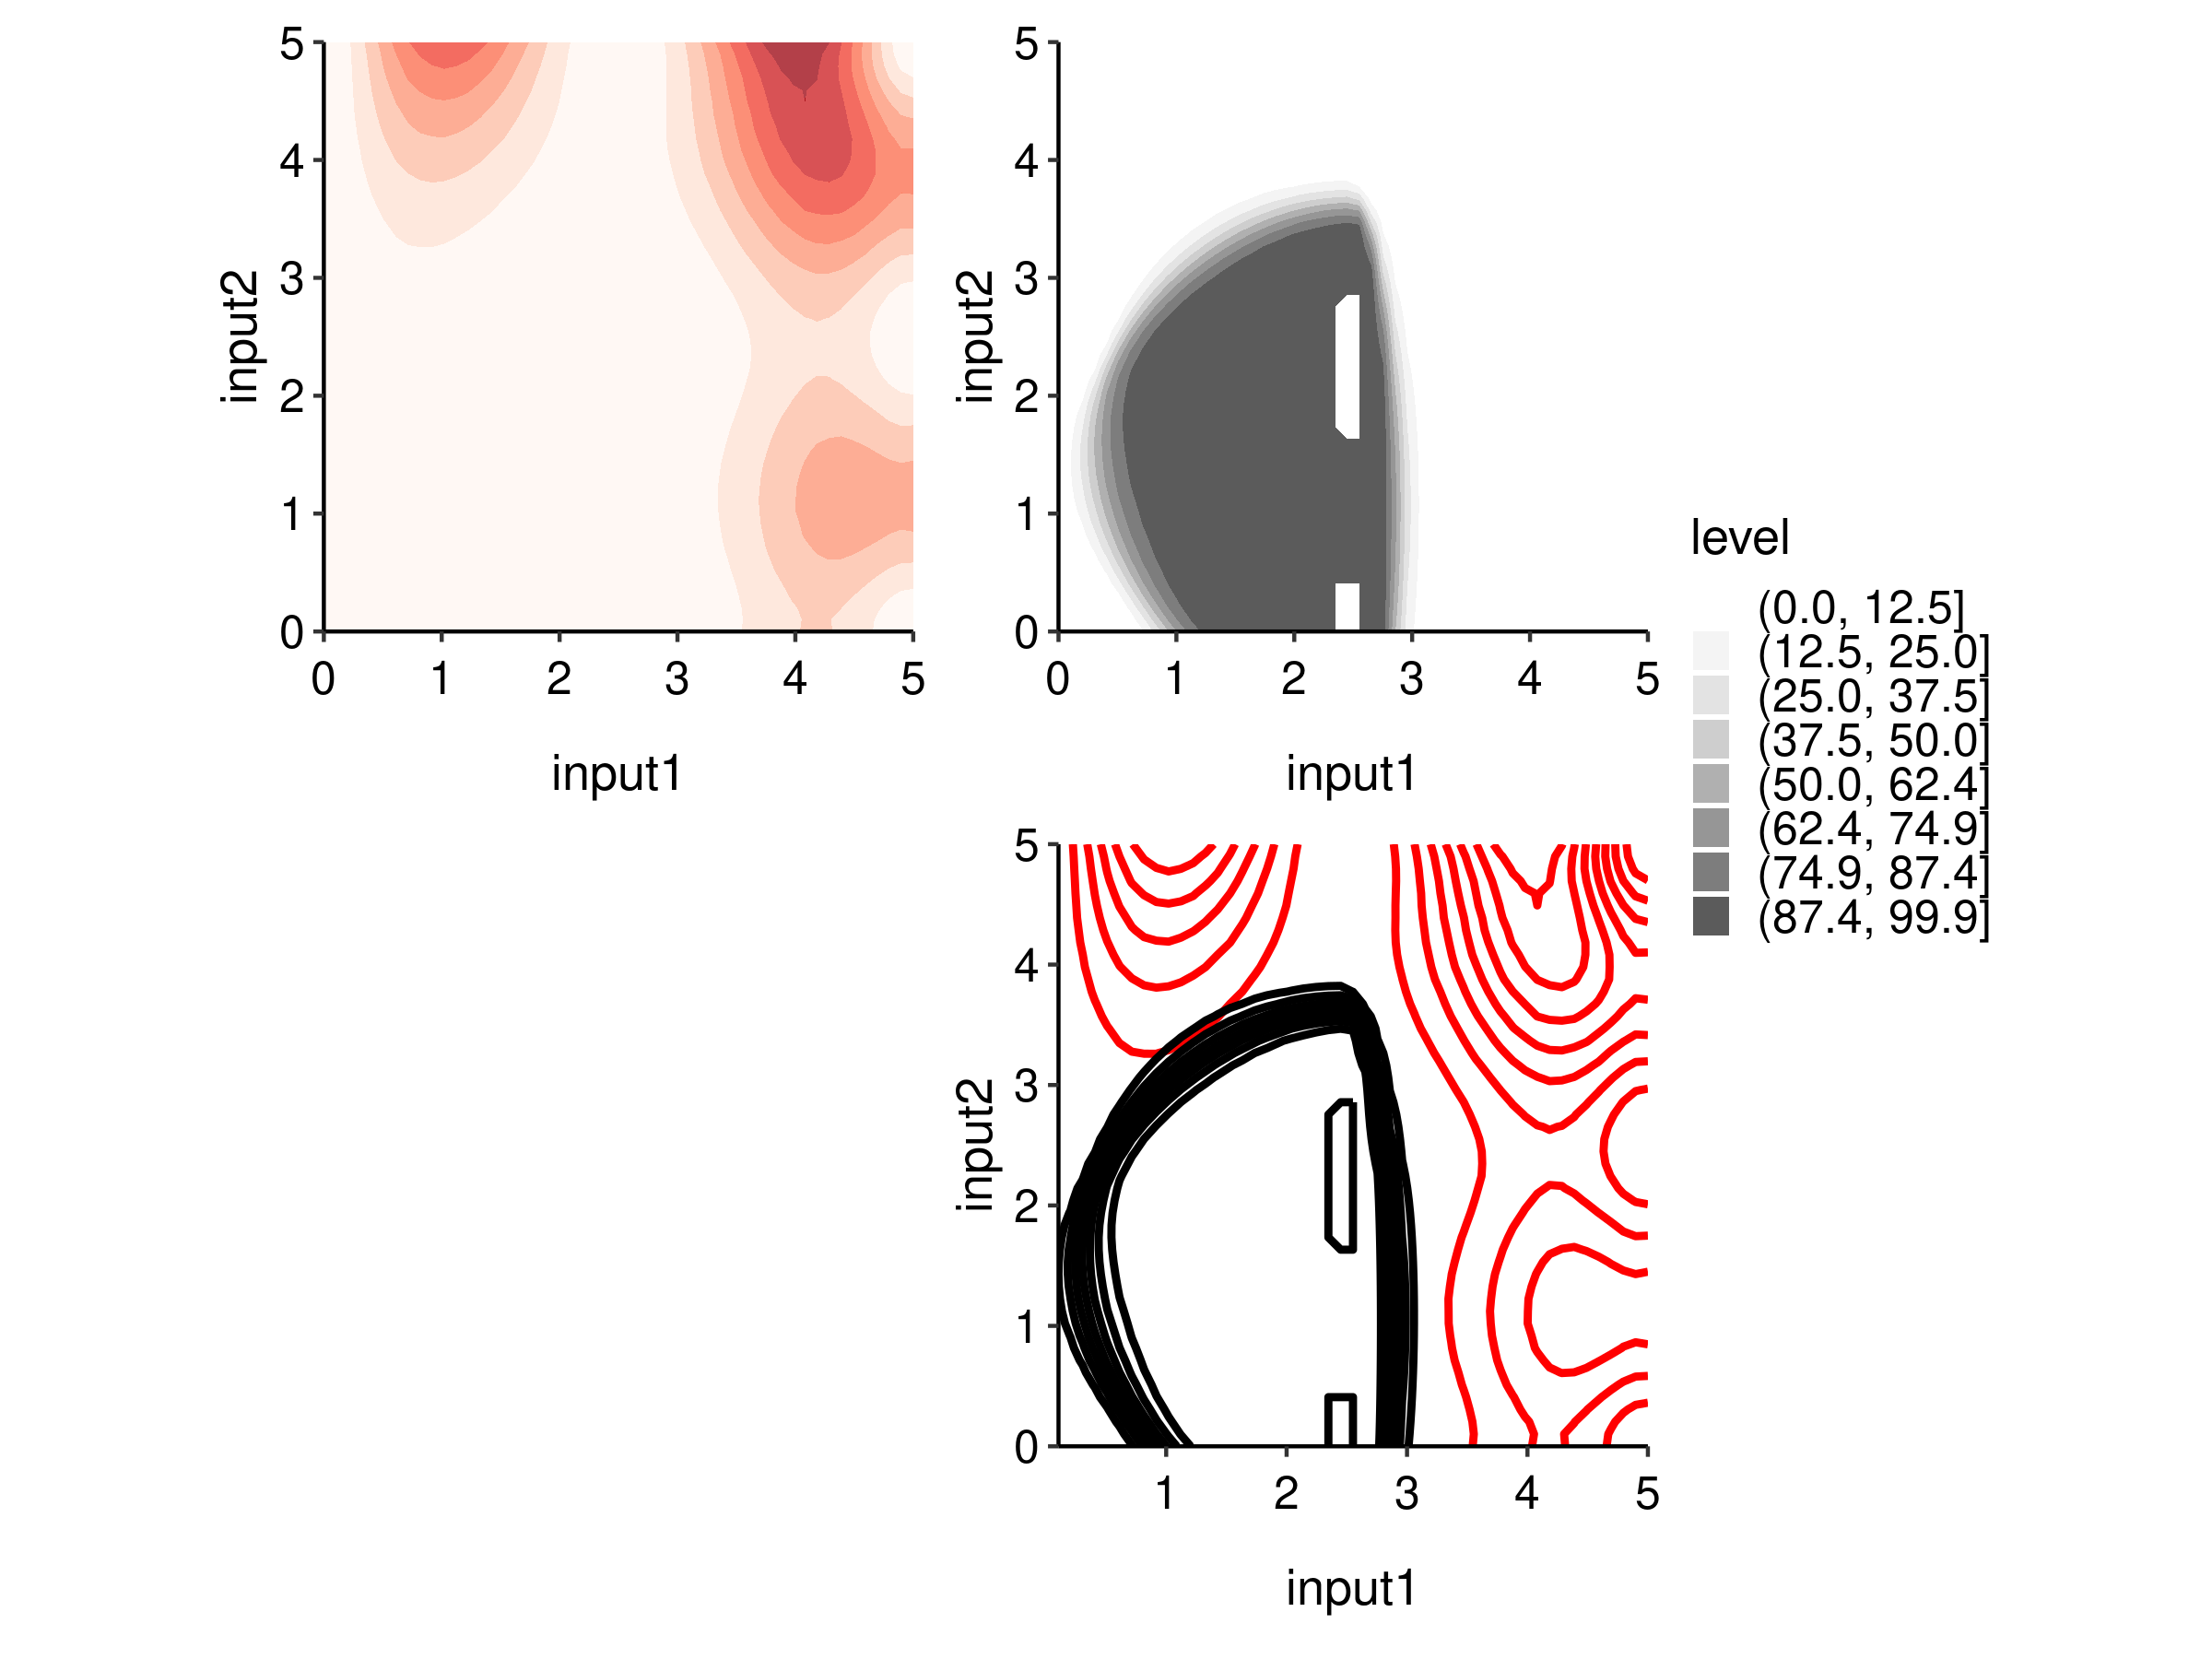 5
4
3
2
1
0
input2
0 1 2 3 4 5
input1
5
4
3
2
1
0
input2
0 1 2 3 4 5
input1
level
(0.0, 12.5]
(12.5, 25.0]
(25.0, 37.5]
(37.5, 50.0]
(50.0, 62.4]
(62.4, 74.9]
(74.9, 87.4]
(87.4, 99.9]
5
4
3
2
1
0
input2
1 2 3 4 5
input1